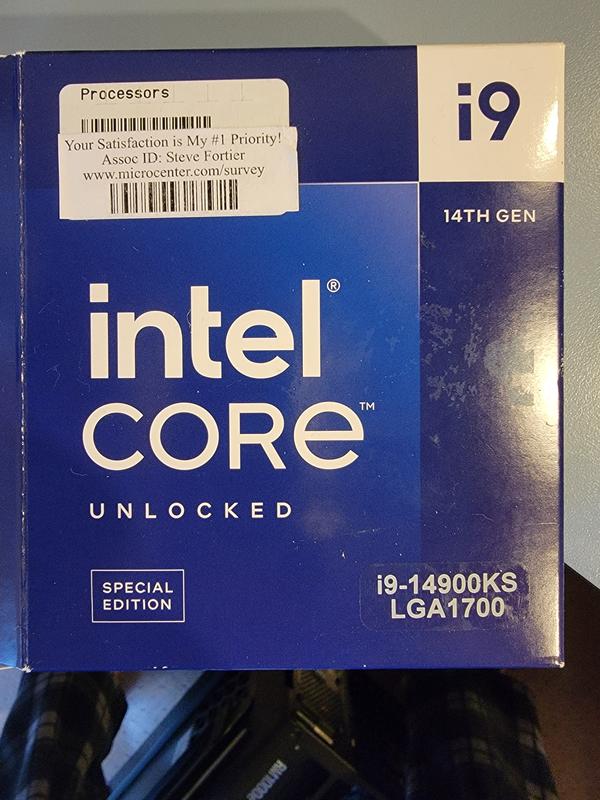 Processors
Your Satisfaction is My #1 Priority!
Assoc ID: Steve Fortier
www.microcenter.com/survey
i9
14TH GEN
intel®
CORE™
UNLOCKED
SPECIAL
EDITION
i9-14900KS
LGA1700